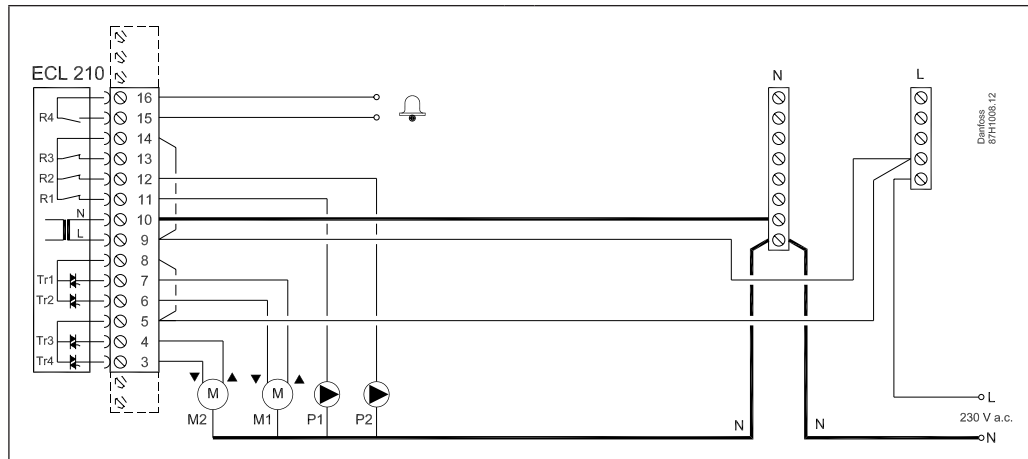 ECL 210
N
L
Danfoss
87H1008.12
R4
16
15
14
R3
13
R2
12
R1
11
N
10
L
9
8
Tr1
7
Tr2
6
5
Tr3
4
Tr4
3
M
M
M2
M1
P1
P2
N
N
L
230 V a.c.
N